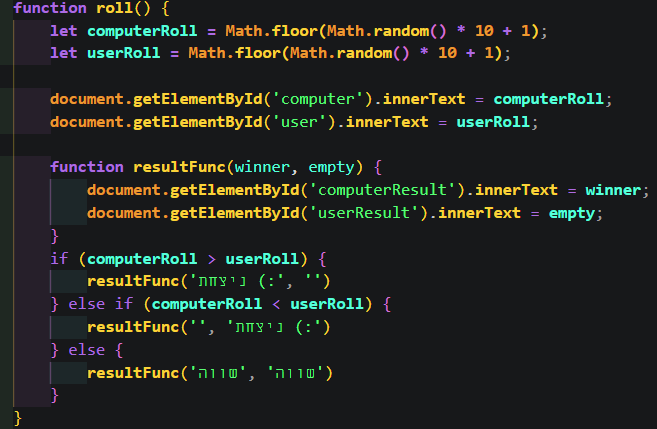 function roll() {
let computerRoll = Math.floor(Math.random() * 10 + 1);
let userRoll = Math.floor(Math.random() * 10 + 1);
document.getElementById('computer').innerText = computerRoll;
document.getElementById('user').innerText = userRoll;
function resultFunc(winner, empty) {
document.getElementById('computerResult').innerText = winner;
document.getElementById('userResult').innerText = empty;
}
if (computerRoll > userRoll) {
resultFunc('ניצחת (:', '')
} else if (computerRoll < userRoll) {
resultFunc('', 'ניצחת (:')
} else {
resultFunc('שווה', 'שווה')
}
}